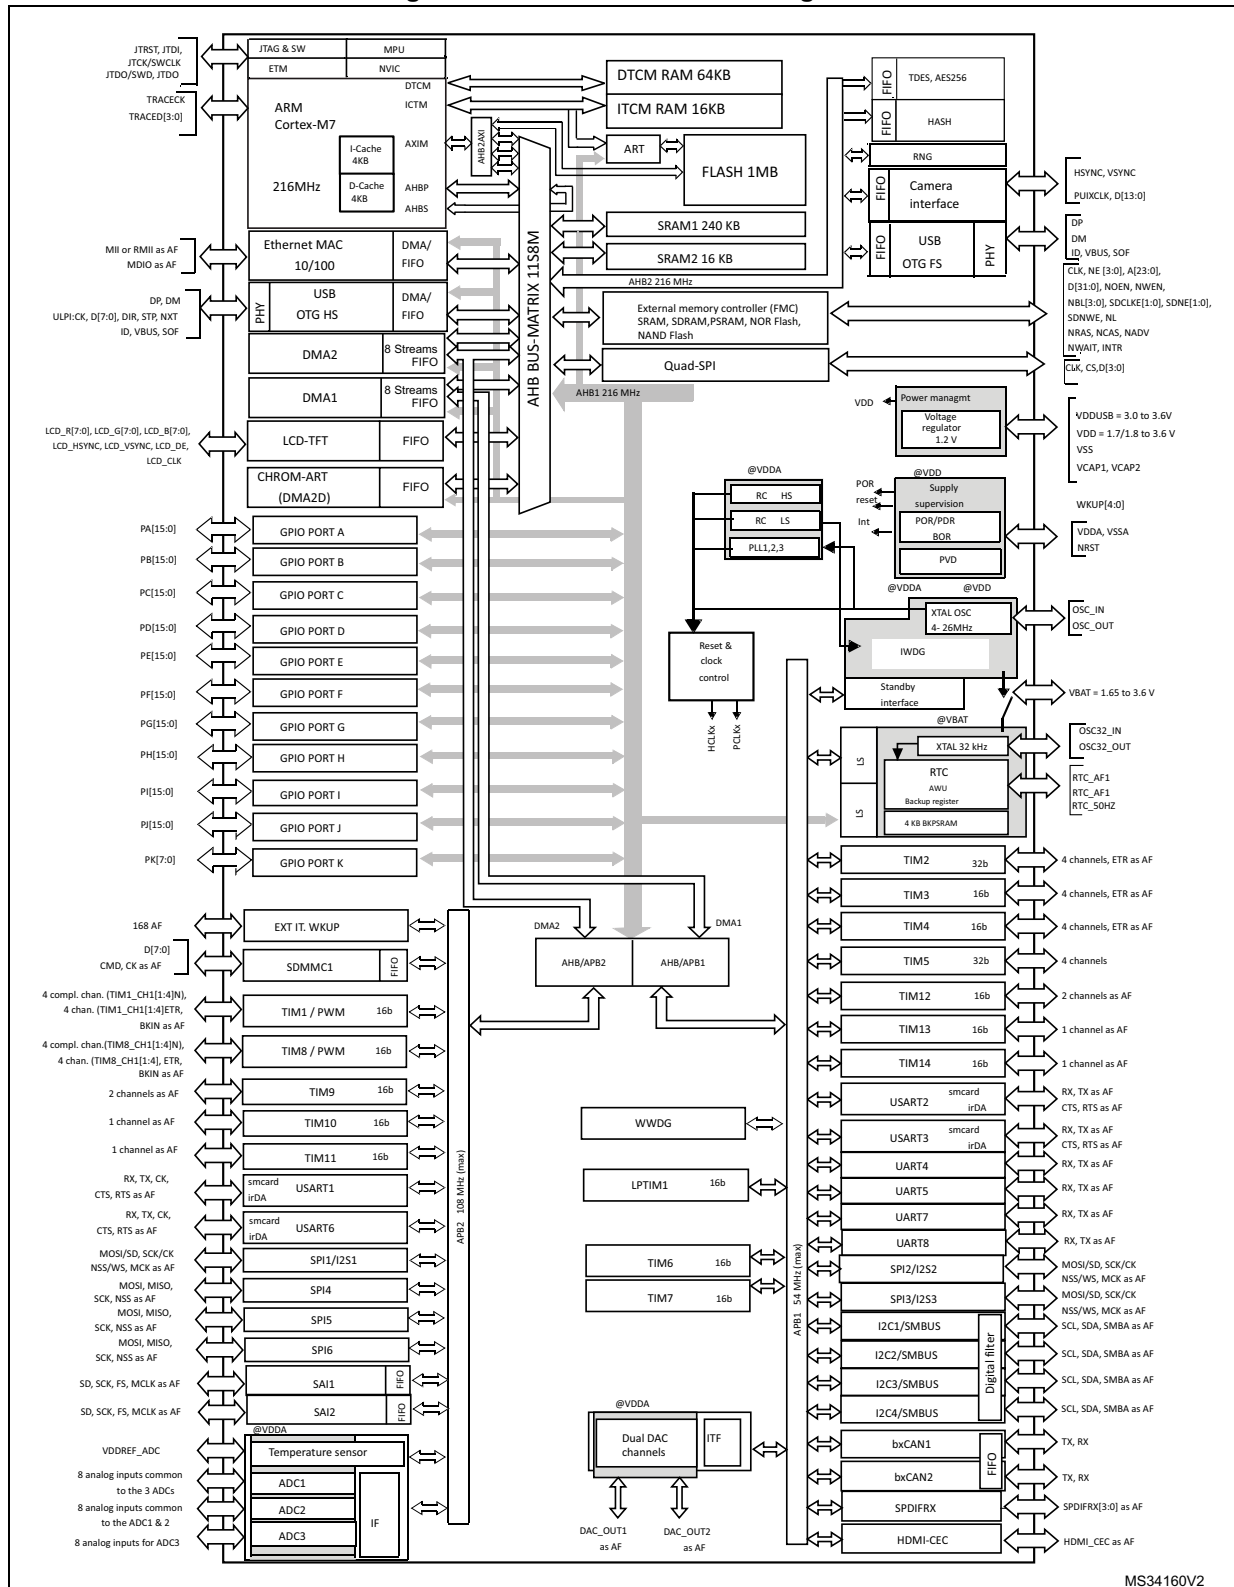 JTRST, JTDI,
JTCK/SWCLK
JTDO/SWD, JTDO
TRACECK
TRACED[3:0]
JTAG & SW
MPU
ETM
NVIC
DTCM
ICTM
ARM
Cortex-M7
AXIM
I-Cache
4KB
216MHz
D-Cache
4KB
AHBP
AHBS
AHB2AXI
AHB BUS-MATRIX 11S8M
DTCM RAM 64KB
ITCM RAM 16KB
ART
FLASH 1MB
SRAM1 240 KB
SRAM2 16 KB
AHB2 216 MHz
External memory controller (FMC)
SRAM, SDRAM,PSRAM, NOR Flash,
NAND Flash
Quad-SPI
AHB1 216 MHz
FIFO
TDES, AES256
FIFO
HASH
RNG
FIFO
Camera
interface
FIFO
USB
OTG FS
PHY
HSYNC, VSYNC
PUIXCLK, D[13:0]
DP
DM
ID, VBUS, SOF
CLK, NE [3:0], A[23:0],
D[31:0], NOEN, NWEN,
NBL[3:0], SDCLKE[1:0], SDNE[1:0],
SDNWE, NL
NRAS, NCAS, NADV
NWAIT, INTR
CLK, CS,D[3:0]
MII or RMII as AF
MDIO as AF
Ethernet MAC
10/100
DMA/
FIFO
DP, DM
ULPI:CK, D[7:0], DIR, STP, NXT
ID, VBUS, SOF
PHY
USB
OTG HS
DMA/
FIFO
DMA2
8 Streams
FIFO
DMA1
8 Streams
FIFO
LCD_R[7:0], LCD_G[7:0], LCD_B[7:0],
LCD_HSYNC, LCD_VSYNC, LCD_DE,
LCD_CLK
LCD-TFT
FIFO
CHROM-ART
(DMA2D)
FIFO
VDD
Power managmt
Voltage
regulator
1.2 V
VDDUSB = 3.0 to 3.6V
VDD = 1.7/1.8 to 3.6 V
VSS
VCAP1, VCAP2
@VDDA
RC HS
RC LS
PLL1,2,3
@VDD
POR
reset
Int
Supply
supervision
POR/PDR
BOR
PVD
WKUP[4:0]
VDDA, VSSA
NRST
@VDDA
@VDD
XTAL OSC
4- 26MHz
IWDG
OSC_IN
OSC_OUT
Standby
interface
VBAT = 1.65 to 3.6 V
Reset &
clock
control
HCLKx
PCLKx
@VBAT
LS
LS
XTAL 32 kHz
RTC
AWU
Backup register
4 KB BKPSRAM
OSC32_IN
OSC32_OUT
RTC_AF1
RTC_AF1
RTC_50HZ
PA[15:0]
GPIO PORT A
PB[15:0]
GPIO PORT B
PC[15:0]
GPIO PORT C
PD[15:0]
GPIO PORT D
PE[15:0]
GPIO PORT E
PF[15:0]
GPIO PORT F
PG[15:0]
GPIO PORT G
PH[15:0]
GPIO PORT H
PI[15:0]
GPIO PORT I
PJ[15:0]
GPIO PORT J
PK[7:0]
GPIO PORT K
DMA2
DMA1
AHB/APB2
AHB/APB1
168 AF
EXT IT. WKUP
D[7:0]
CMD, CK as AF
SDMMC1
FIFO
4 compl. chan. (TIM1_CH1[1:4]N),
4 chan. (TIM1_CH1[1:4]ETR,
BKIN as AF
TIM1 / PWM 16b
4 compl. chan.(TIM8_CH1[1:4]N),
4 chan. (TIM8_CH1[1:4], ETR,
BKIN as AF
TIM8 / PWM 16b
2 channels as AF
TIM9 16b
1 channel as AF
TIM10 16b
1 channel as AF
TIM11 16b
RX, TX, CK,
CTS, RTS as AF
smcard
irDA
USART1
RX, TX, CK,
CTS, RTS as AF
smcard
irDA
USART6
MOSI/SD, SCK/CK
NSS/WS, MCK as AF
SPI1/I2S1
MOSI, MISO,
SCK, NSS as AF
SPI4
MOSI, MISO,
SCK, NSS as AF
SPI5
MOSI, MISO,
SCK, NSS as AF
SPI6
SD, SCK, FS, MCLK as AF
SAI1
FIFO
SD, SCK, FS, MCLK as AF
SAI2
FIFO
@VDDA
VDDREF_ADC
Temperature sensor
8 analog inputs common
to the 3 ADCs
ADC1
8 analog inputs common
to the ADC1 & 2
ADC2
8 analog inputs for ADC3
ADC3
IF
APB2 108 MHz (max)
WWDG
LPTIM1 16b
TIM6 16b
TIM7 16b
@VDDA
Dual DAC
channels
ITF
DAC_OUT1
as AF
DAC_OUT2
as AF
APB1 54 MHz (max)
TIM2 32b
4 channels, ETR as AF
TIM3 16b
4 channels, ETR as AF
TIM4 16b
4 channels, ETR as AF
TIM5 32b
4 channels
TIM12 16b
2 channels as AF
TIM13 16b
1 channel as AF
TIM14 16b
1 channel as AF
USART2
smcard
irDA
RX, TX as AF
CTS, RTS as AF
USART3
smcard
irDA
RX, TX as AF
CTS, RTS as AF
UART4
RX, TX as AF
UART5
RX, TX as AF
UART7
RX, TX as AF
UART8
RX, TX as AF
SPI2/I2S2
MOSI/SD, SCK/CK
NSS/WS, MCK as AF
SPI3/I2S3
MOSI/SD, SCK/CK
NSS/WS, MCK as AF
I2C1/SMBUS
SCL, SDA, SMBA as AF
I2C2/SMBUS
SCL, SDA, SMBA as AF
I2C3/SMBUS
SCL, SDA, SMBA as AF
I2C4/SMBUS
SCL, SDA, SMBA as AF
Digital filter
bxCAN1
TX, RX
bxCAN2
TX, RX
FIFO
SPDIFRX
SPDIFRX[3:0] as AF
HDMI-CEC
HDMI_CEC as AF
MS34160V2